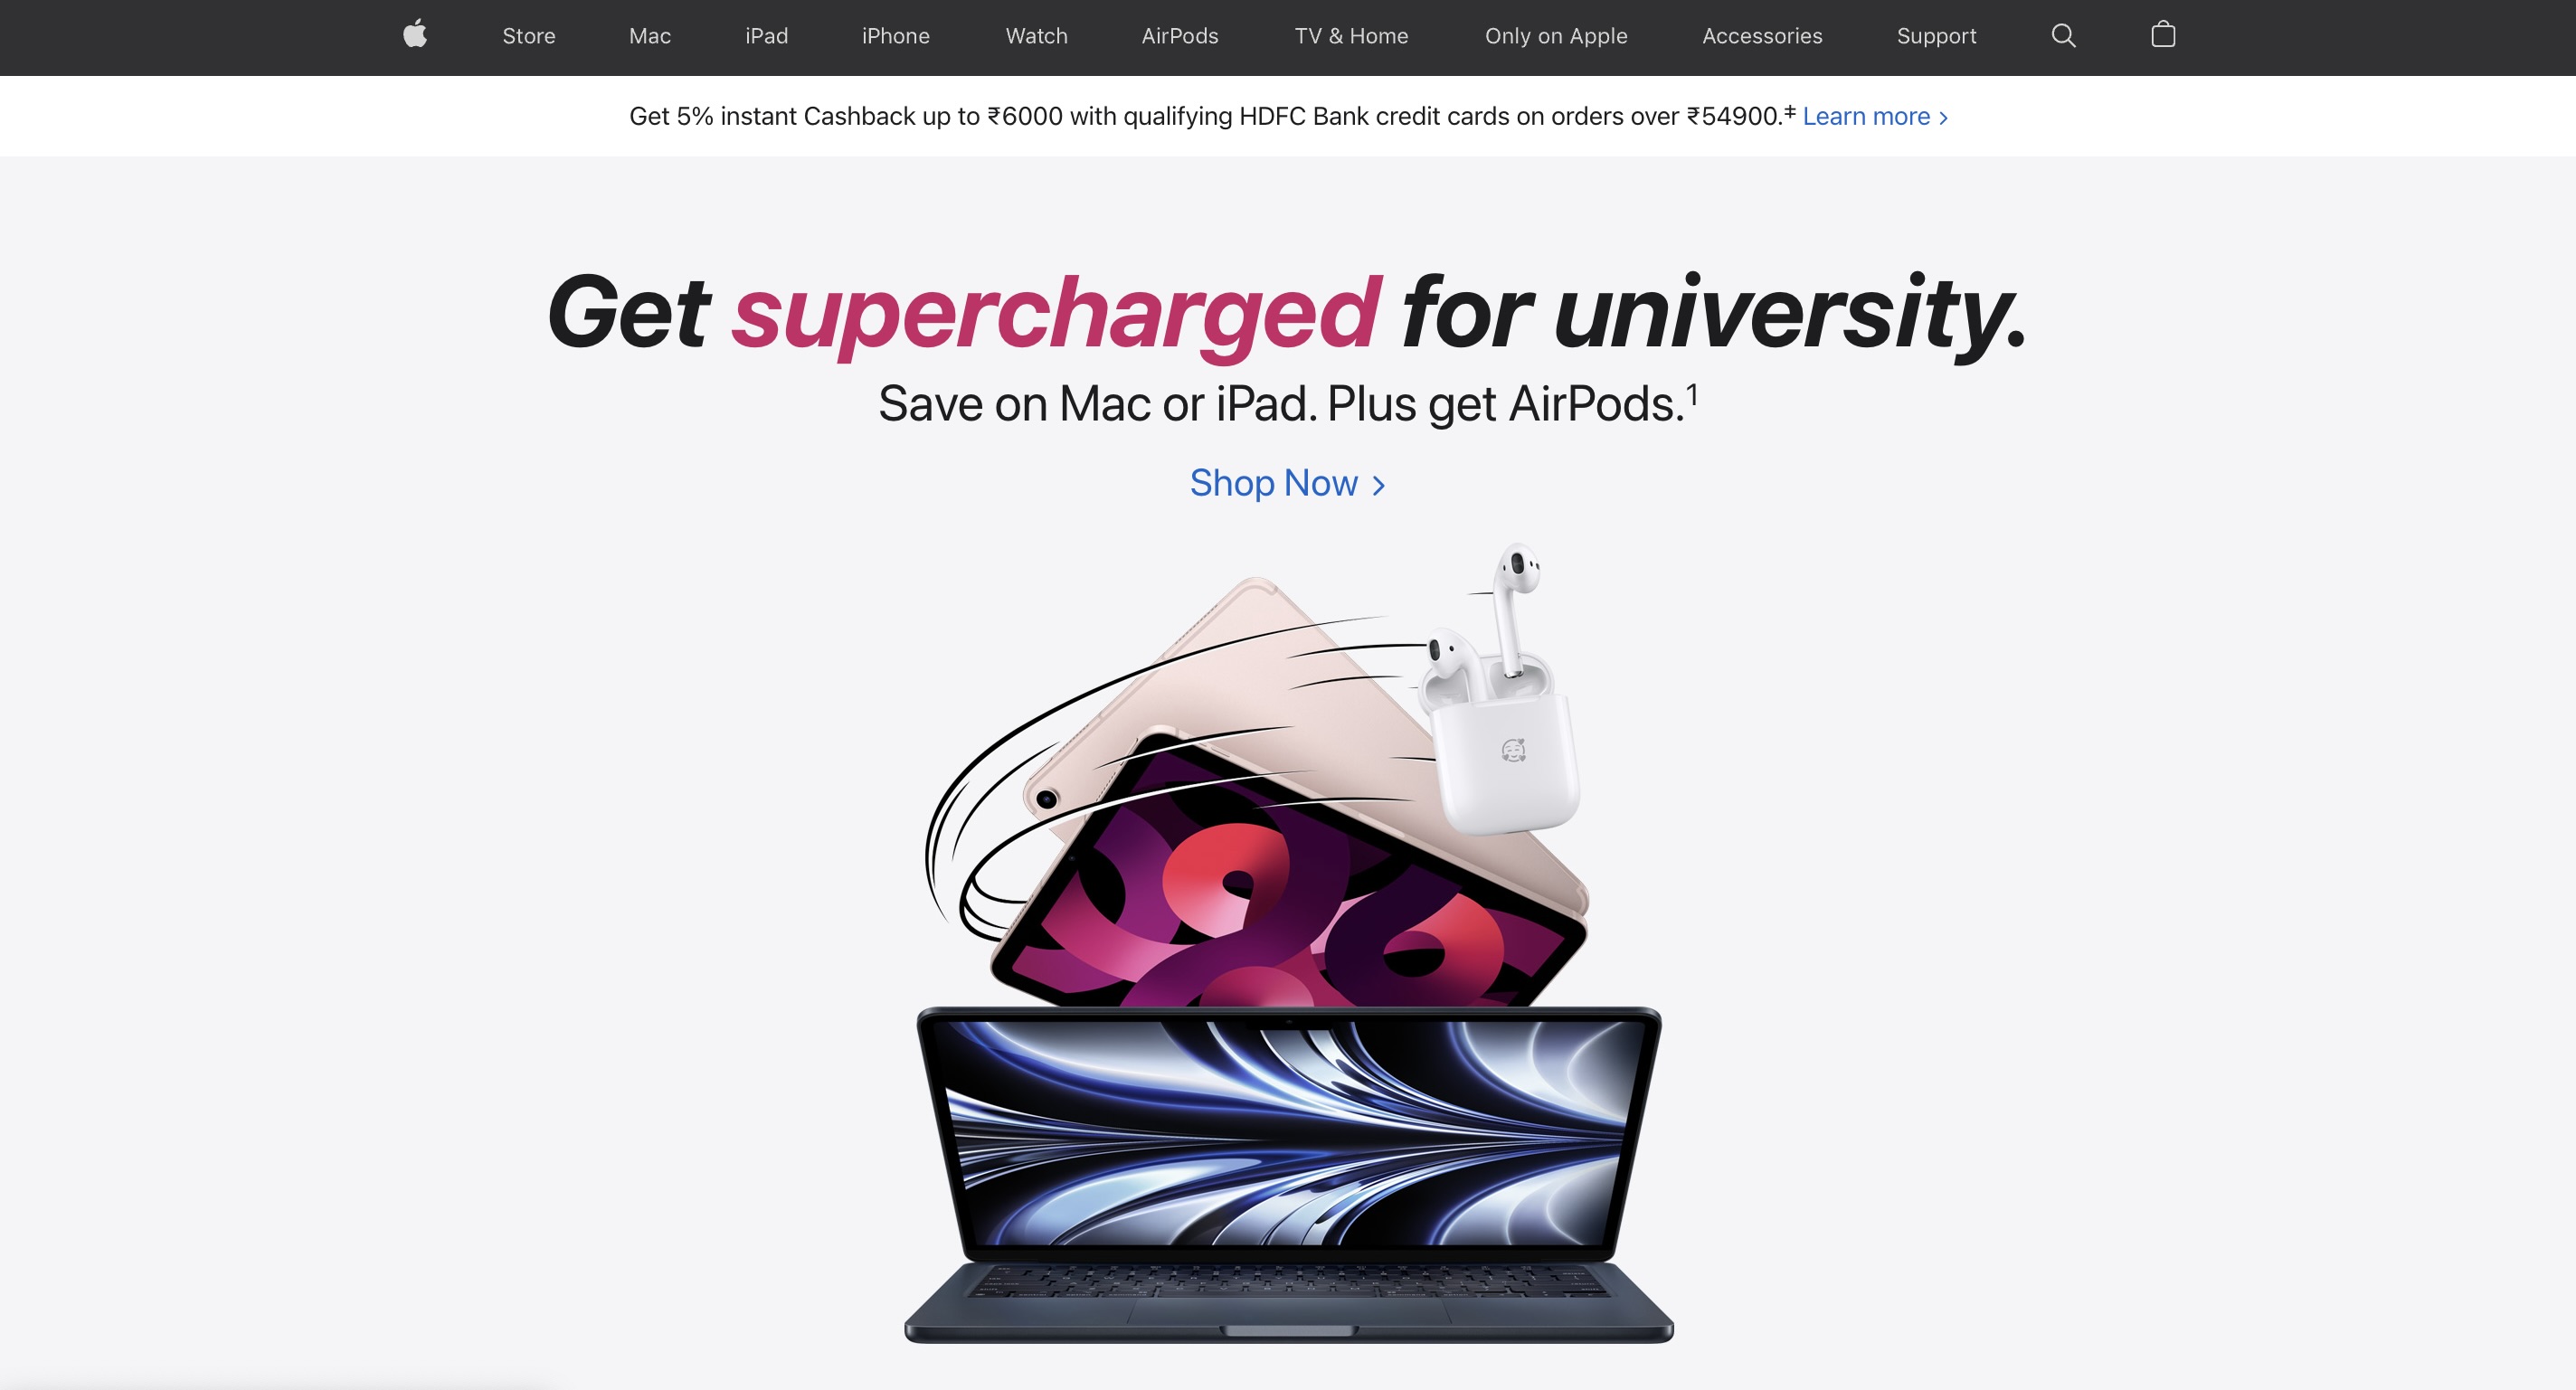 Store Mac iPad iPhone Watch AirPods TV & Home Only on Apple Accessories Support
Get 5% instant Cashback up to ₹6000 with qualifying HDFC Bank credit cards on orders over ₹54900.‡ Learn more >
Get supercharged for university.
Save on Mac or iPad. Plus get AirPods.¹
Shop Now >